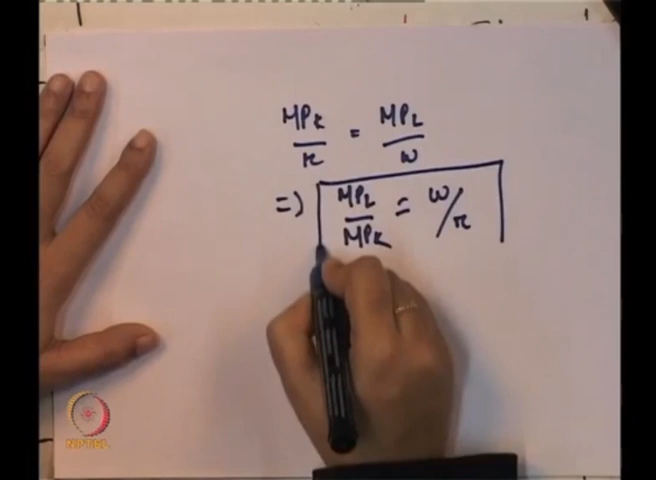 MPK/r = MPL/w
=> MPL/MPK = w/r
NPTEL